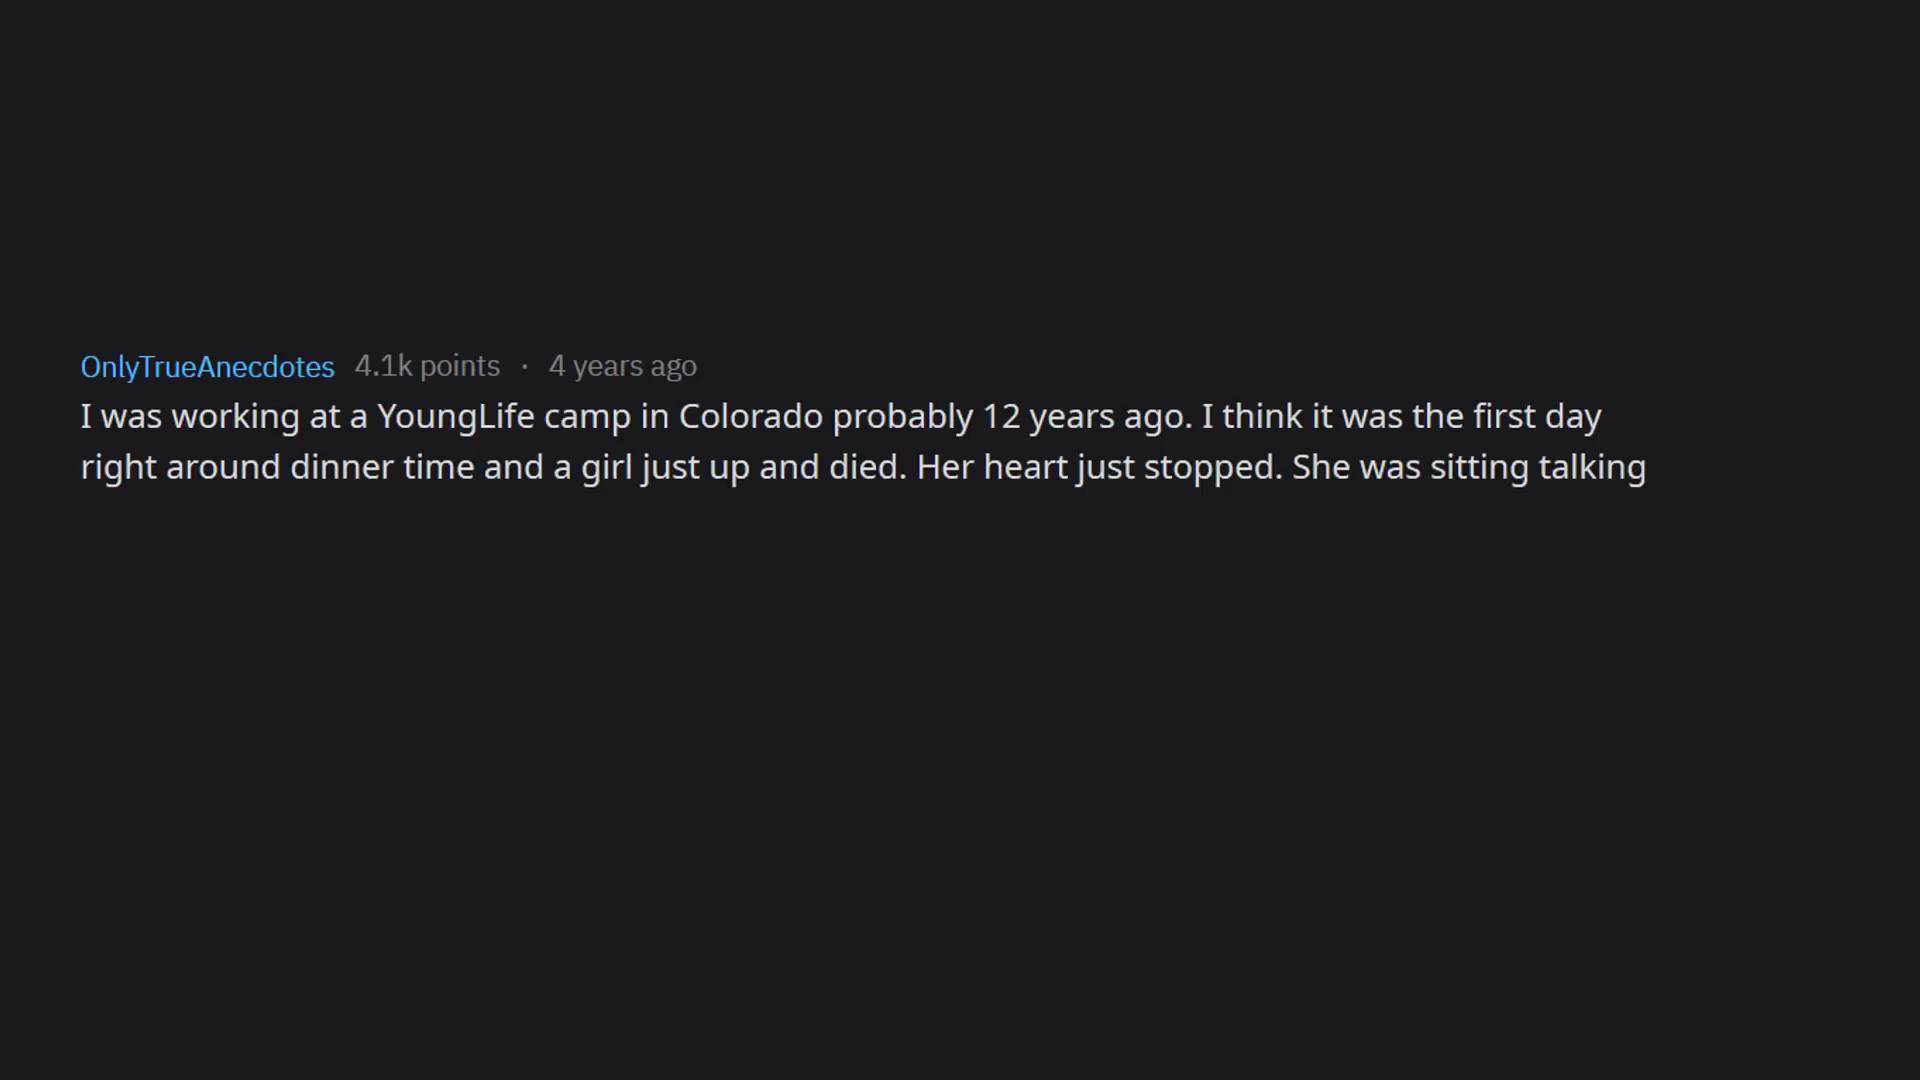 OnlyTrueAnecdotes 4.1k points · 4 years ago
I was working at a YoungLife camp in Colorado probably 12 years ago. I think it was the first day
right around dinner time and a girl just up and died. Her heart just stopped. She was sitting talking